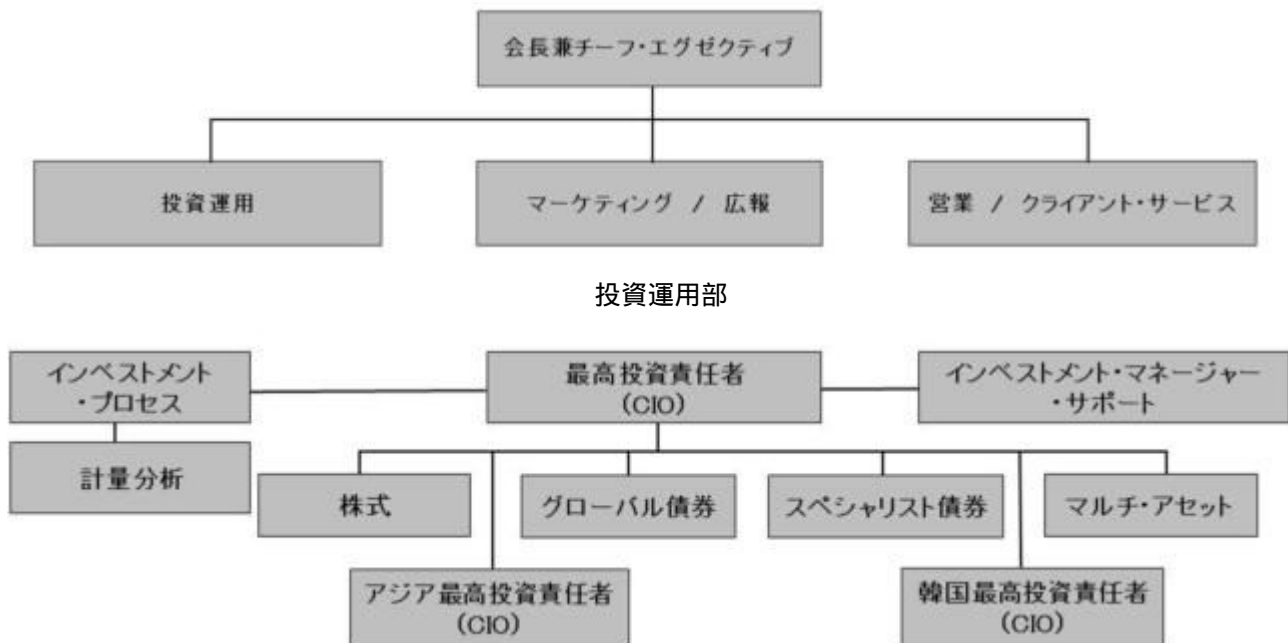 会長兼チーフ・エグゼクティブ
投資運用
マーケティング / 広報
営業 / クライアント・サービス
投資運用部
インベストメント
・プロセス
最高投資責任者
(CIO)
インベストメント・マネージャー
・サポート
計量分析
株式
グローバル債券
スペシャリスト債券
マルチ・アセット
アジア最高投資責任者
(CIO)
韓国最高投資責任者
(CIO)